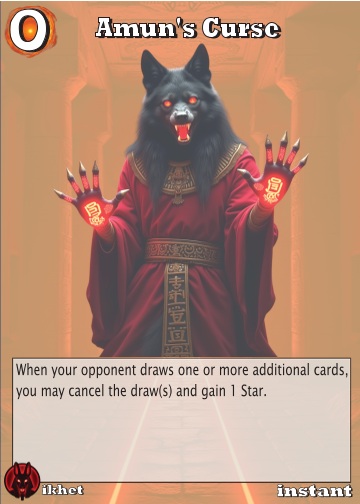 0
Amun's Curse
When your opponent draws one or more additional cards,
you may cancel the draw(s) and gain 1 Star.
ikhet
instant